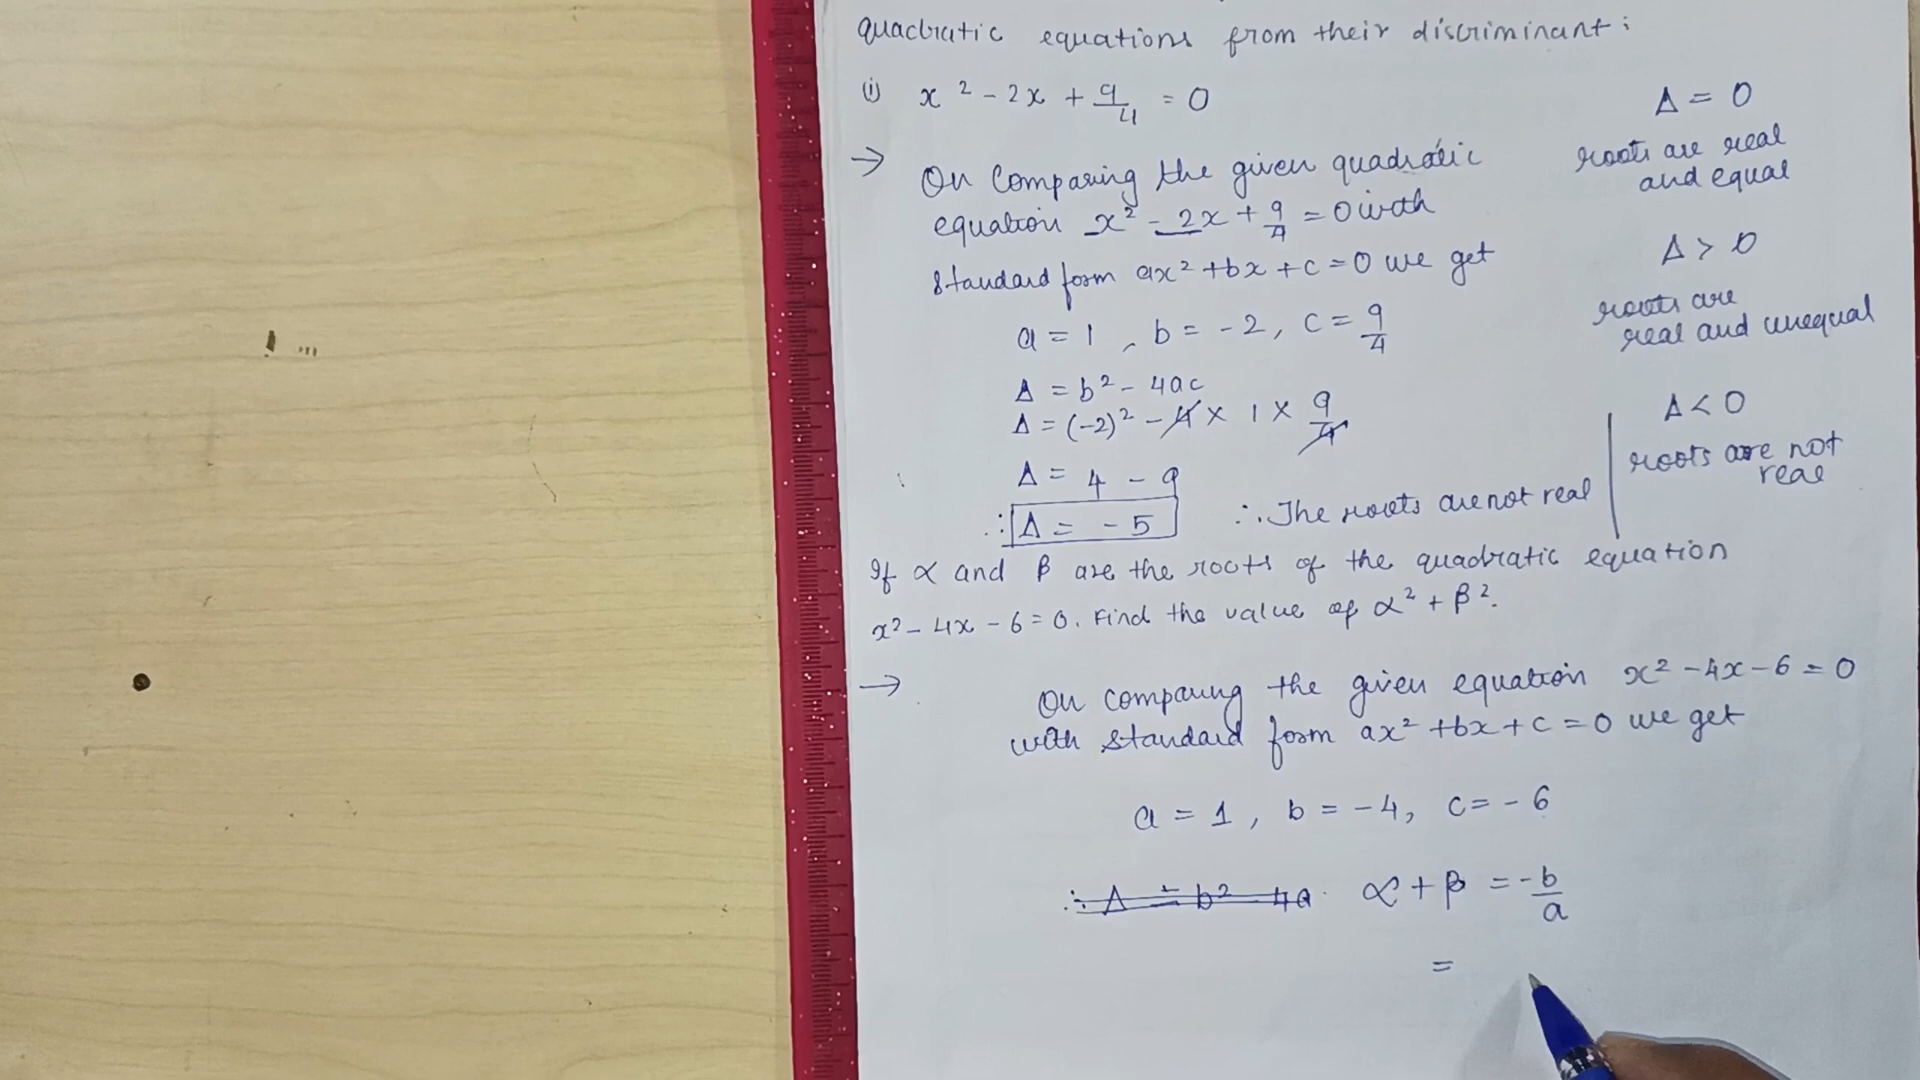 quadratic equations from their discriminant:
(i) x² - 2x + 9/4 = 0
Δ = 0
roots are real
and equal
→ On Comparing the given quadratic
equation x² - 2x + 9/4 = 0 with
standard form ax² + bx + c = 0 we get
Δ > 0
roots are
real and unequal
a = 1, b = -2, c = 9/4
Δ = b² - 4ac
Δ = (-2)² - 4 × 1 × 9/4
Δ = 4 - 9
∴ Δ = -5 ∴ The roots are not real
Δ < 0
roots are not
real
If α and β are the roots of the quadratic equation
x² - 4x - 6 = 0. Find the value of α² + β².
→ On comparing the given equation x² - 4x - 6 = 0
with standard form ax² + bx + c = 0 we get
a = 1, b = -4, c = -6
∴ Δ = b² 4a α + β = -b/a
=